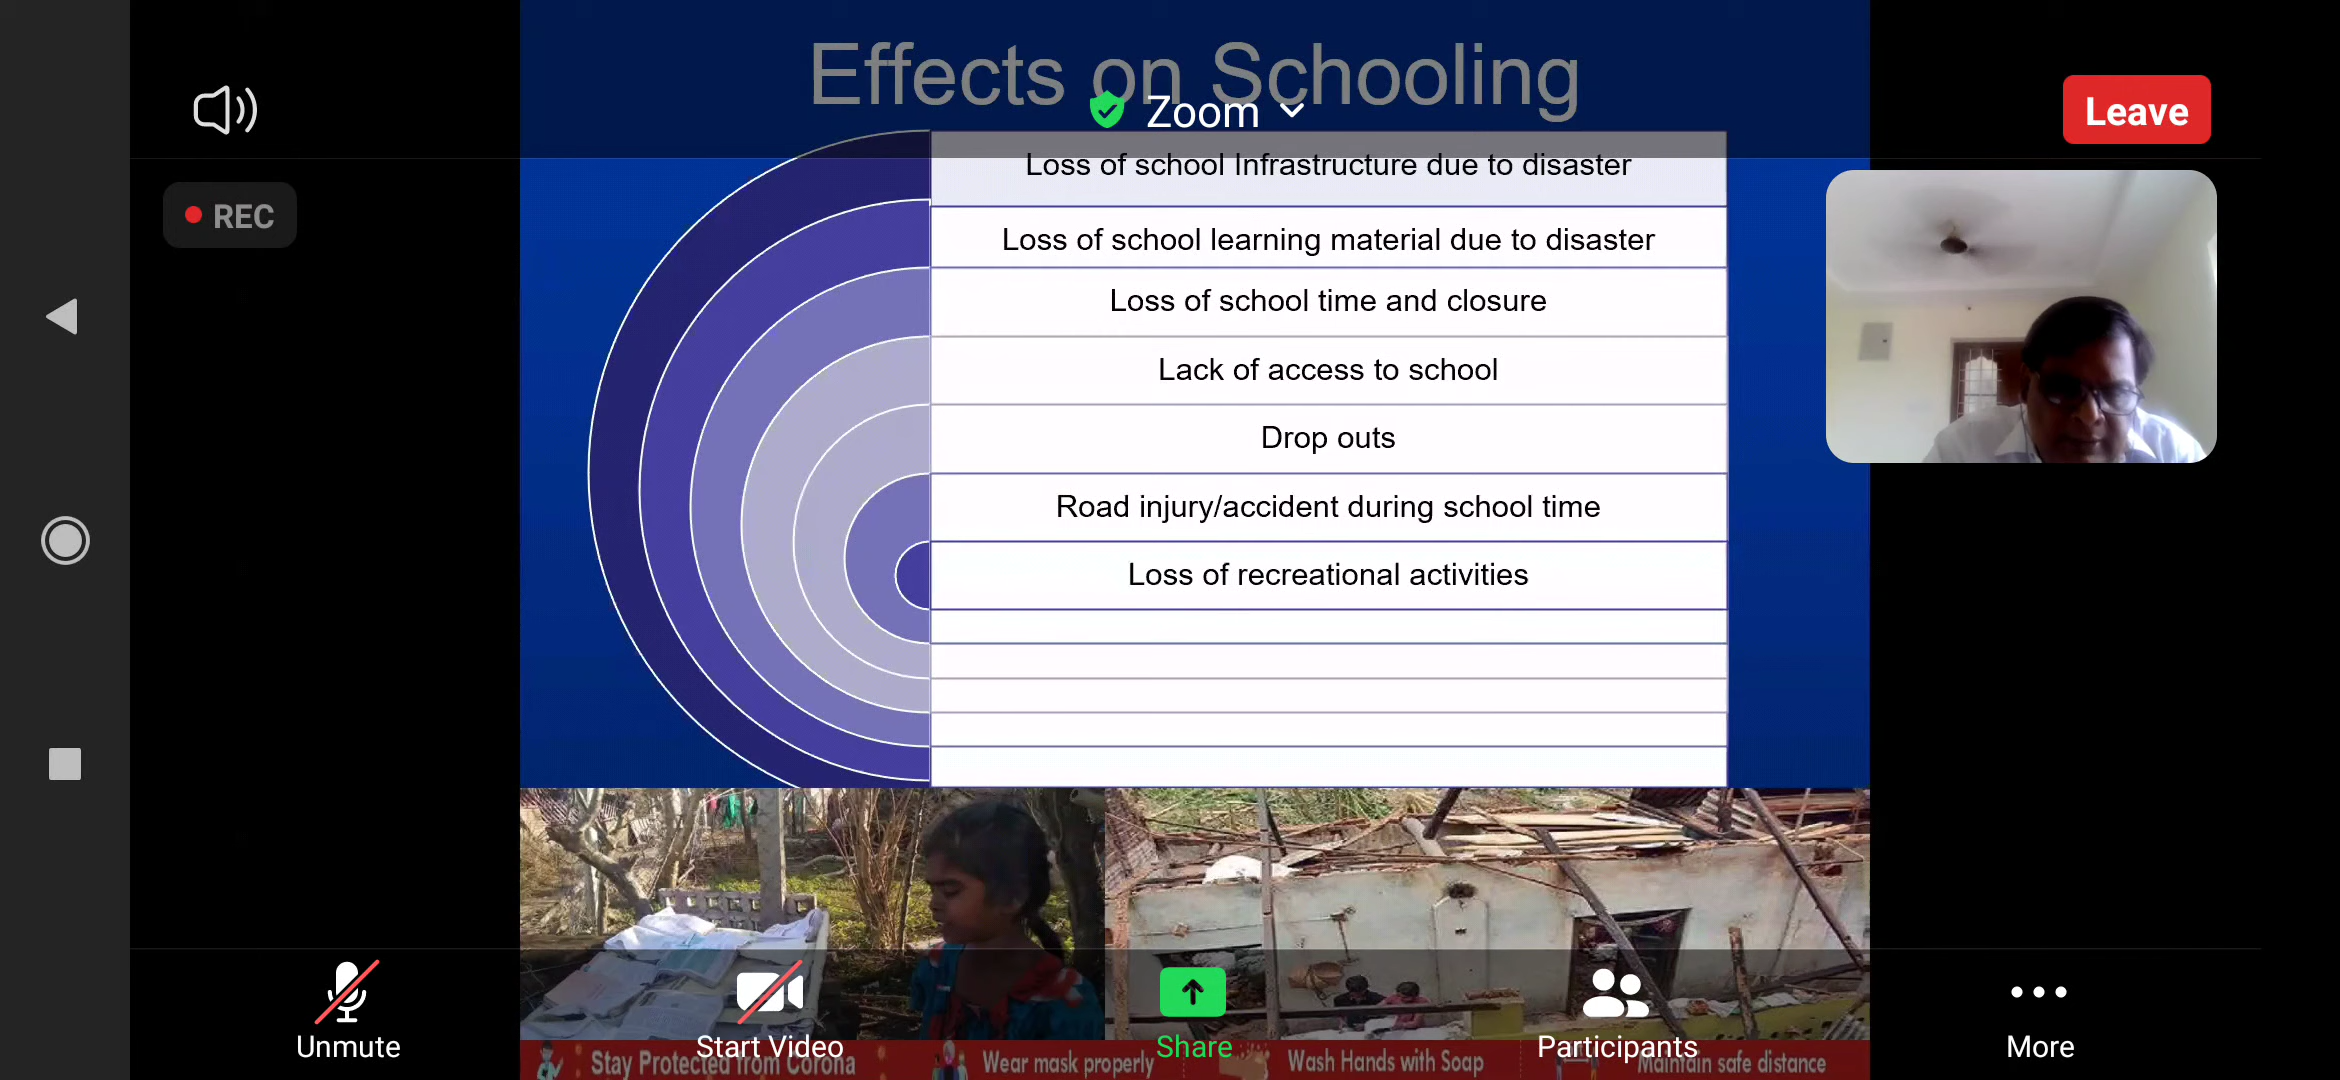 Effects on Schooling
Zoom
Leave
REC
Loss of school Infrastructure due to disaster
Loss of school learning material due to disaster
Loss of school time and closure
Lack of access to school
Drop outs
Road injury/accident during school time
Loss of recreational activities
Unmute
Start Video
Share
Participants
More
Stay Protected from Corona
Wear mask properly
Wash Hands with Soap
Maintain safe distance